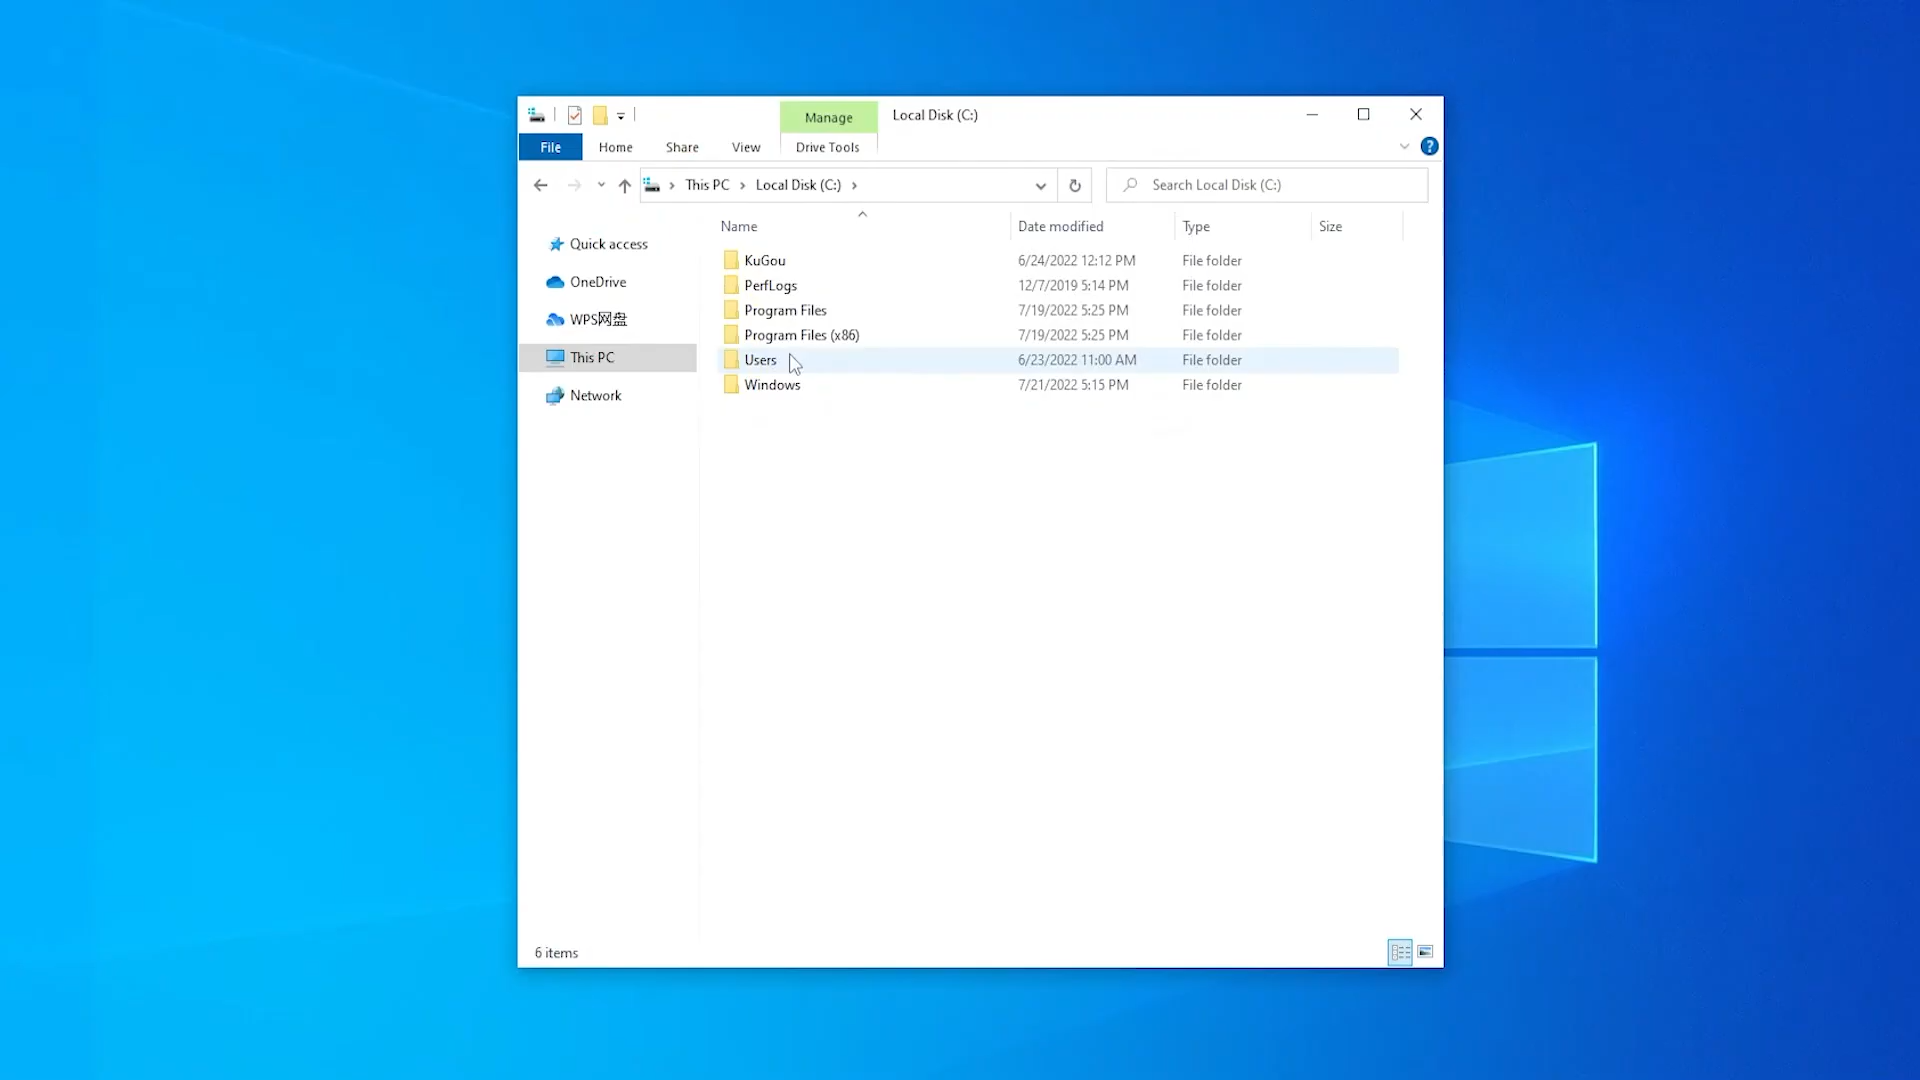 Manage
Local Disk (C:)
File
Home
Share
View
Drive Tools
This PC
Local Disk (C:)
Search Local Disk (C:)
Name
Date modified
Type
Size
Quick access
OneDrive
WPS网盘
This PC
Network
KuGou 6/24/2022 12:12 PM File folder
PerfLogs 12/7/2019 5:14 PM File folder
Program Files 7/19/2022 5:25 PM File folder
Program Files (x86) 7/19/2022 5:25 PM File folder
Users 6/23/2022 11:00 AM File folder
Windows 7/21/2022 5:15 PM File folder
6 items